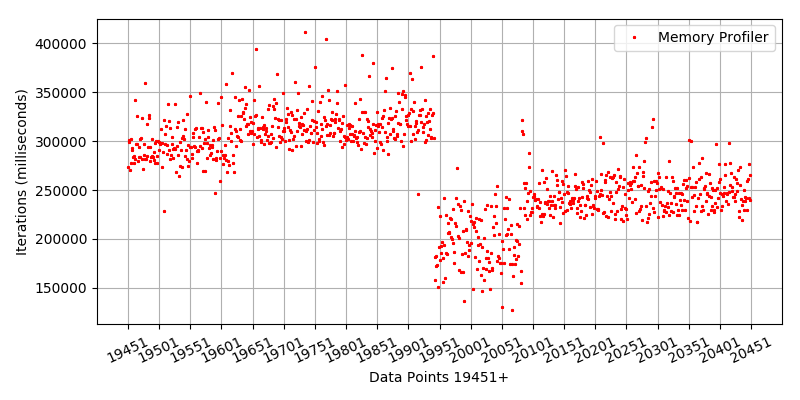 Memory Profiler
400000
350000
300000
250000
200000
150000
Iterations (milliseconds)
19451 19501 19551 19601 19651 19701 19751 19801 19851 19901 19951 20001 20051 20101 20151 20201 20251 20301 20351 20401 20451
Data Points 19451+